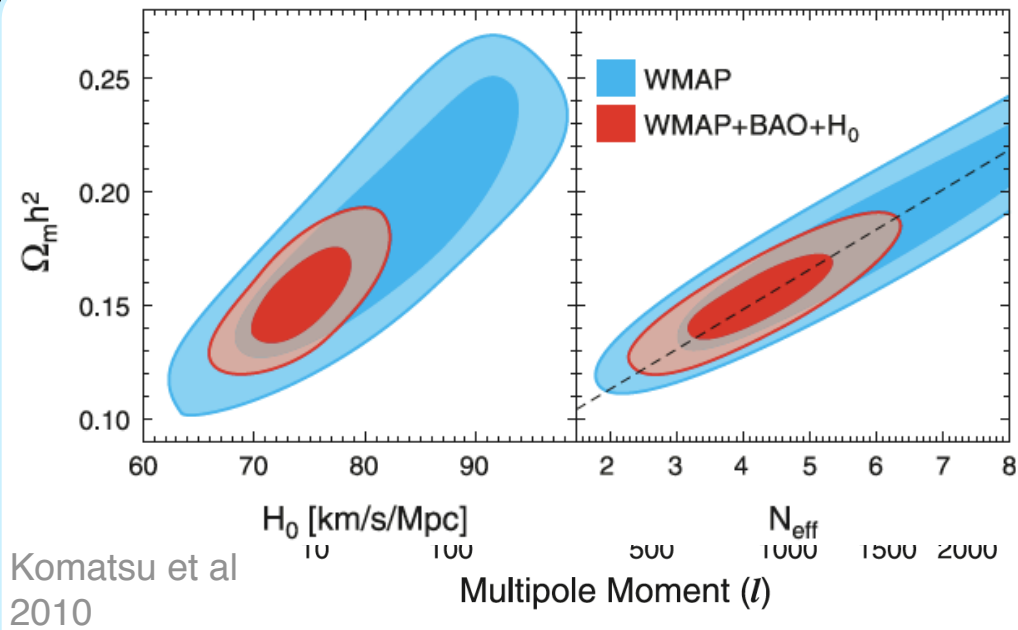 0.25
0.20
0.15
0.10
Ωₘh²
WMAP
WMAP+BAO+H₀
60 70 80 90 2 3 4 5 6 7 8
H₀ [km/s/Mpc] N_eff
10 100 500 1000 1500 2000
Multipole Moment (l)
Komatsu et al
2010